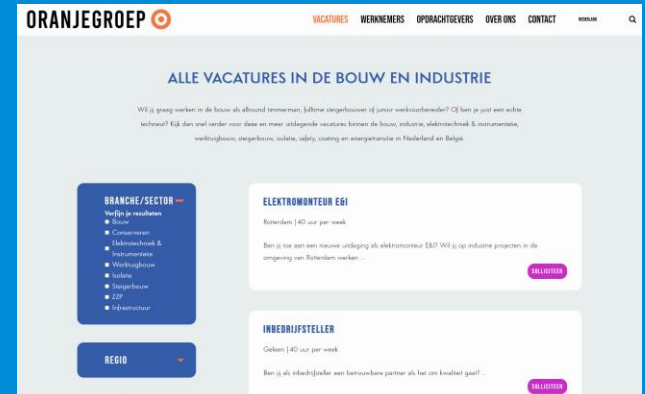 ORANJEGROEP
VACATURES WERKNEMERS OPDRACHTGEVERS OVER ONS CONTACT NEDERLAND
ALLE VACATURES IN DE BOUW EN INDUSTRIE
Wil jij graag werken in de bouw als allround timmerman, fulltime steigerbouwer of junior werkvoorbereider? Of ben je juist een echte
techneut? Kijk dan snel verder voor deze en meer uitdagende vacatures binnen de bouw, industrie, elektrotechniek & instrumentatie,
werktuigbouw, steigerbouw, isolatie, safety, coating en energietransitie in Nederland en België.
BRANCHE/SECTOR
Verfijn je resultaten
Bouw
Conserveren
Elektrotechniek &
Instrumentatie
Werktuigbouw
Isolatie
Steigerbouw
ZZP
Infrastructuur
REGIO
ELEKTROMONTEUR E&I
Rotterdam | 40 uur per week
Ben jij toe aan een nieuwe uitdaging als elektromonteur E&I? Wil jij op industrie projecten in de
omgeving van Rotterdam werken...
SOLLICITEER
INBEDRIJFSTELLER
Geleen | 40 uur per week
Ben jij als inbedrijfsteller een betrouwbare partner als het om kwaliteit gaat? ...
SOLLICITEER